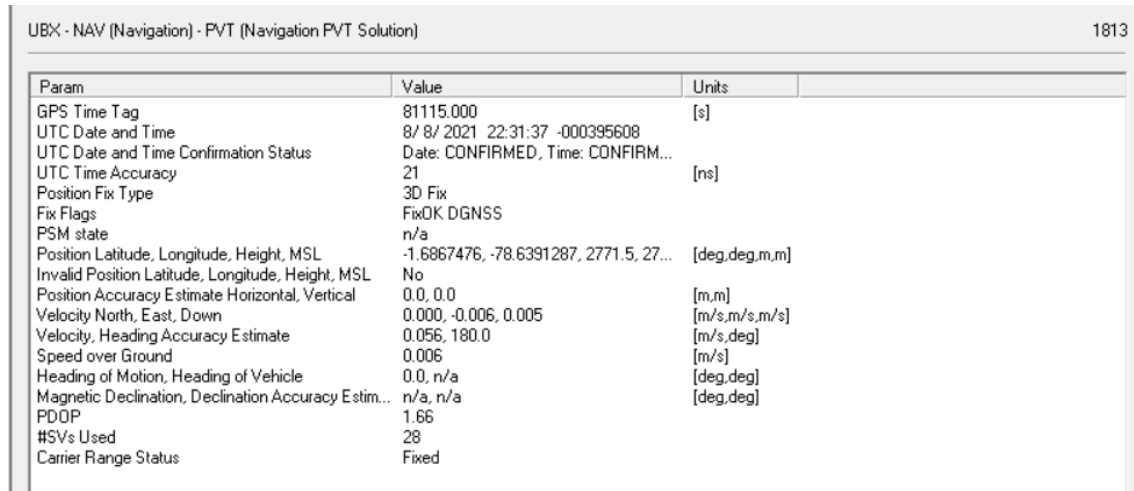 UBX - NAV (Navigation) - PVT (Navigation PVT Solution) 1813
Param Value Units
GPS Time Tag 81115.000 [s]
UTC Date and Time 8/ 8/ 2021 22:31:37 -000395608
UTC Date and Time Confirmation Status Date: CONFIRMED, Time: CONFIRM...
UTC Time Accuracy 21 [ns]
Position Fix Type 3D Fix
Fix Flags FixOK DGNSS
PSM state n/a
Position Latitude, Longitude, Height, MSL -1.6867476, -78.6391287, 2771.5, 27... [deg,deg,m,m]
Invalid Position Latitude, Longitude, Height, MSL No
Position Accuracy Estimate Horizontal, Vertical 0.0, 0.0 [m,m]
Velocity North, East, Down 0.000, -0.006, 0.005 [m/s,m/s,m/s]
Velocity, Heading Accuracy Estimate 0.056, 180.0 [m/s,deg]
Speed over Ground 0.006 [m/s]
Heading of Motion, Heading of Vehicle 0.0, n/a [deg,deg]
Magnetic Declination, Declination Accuracy Estim... n/a, n/a [deg,deg]
PDOP 1.66
#SVs Used 28
Carrier Range Status Fixed